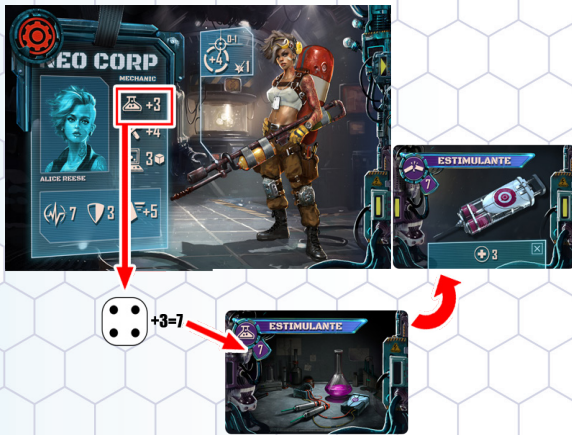 NEO CORP
MECHANIC
+3
+4
3
ALICE REESE
7 3 +5
0-1
+4 1
ESTIMULANTE
7
3
+3=7
ESTIMULANTE
7